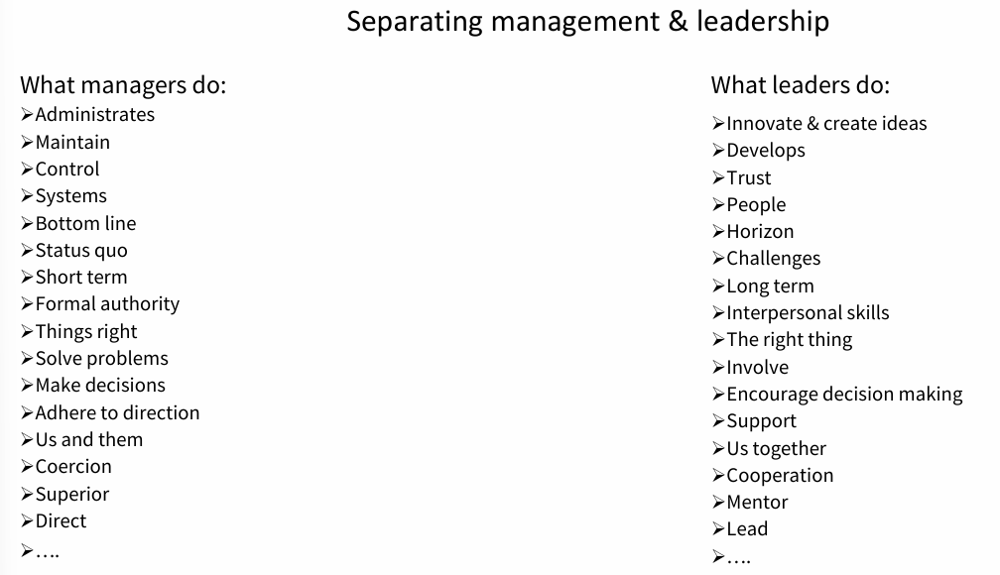 Separating management & leadership
What managers do:
➢Administrates
➢Maintain
➢Control
➢Systems
➢Bottom line
➢Status quo
➢Short term
➢Formal authority
➢Things right
➢Solve problems
➢Make decisions
➢Adhere to direction
➢Us and them
➢Coercion
➢Superior
➢Direct
➢….
What leaders do:
➢Innovate & create ideas
➢Develops
➢Trust
➢People
➢Horizon
➢Challenges
➢Long term
➢Interpersonal skills
➢The right thing
➢Involve
➢Encourage decision making
➢Support
➢Us together
➢Cooperation
➢Mentor
➢Lead
➢….